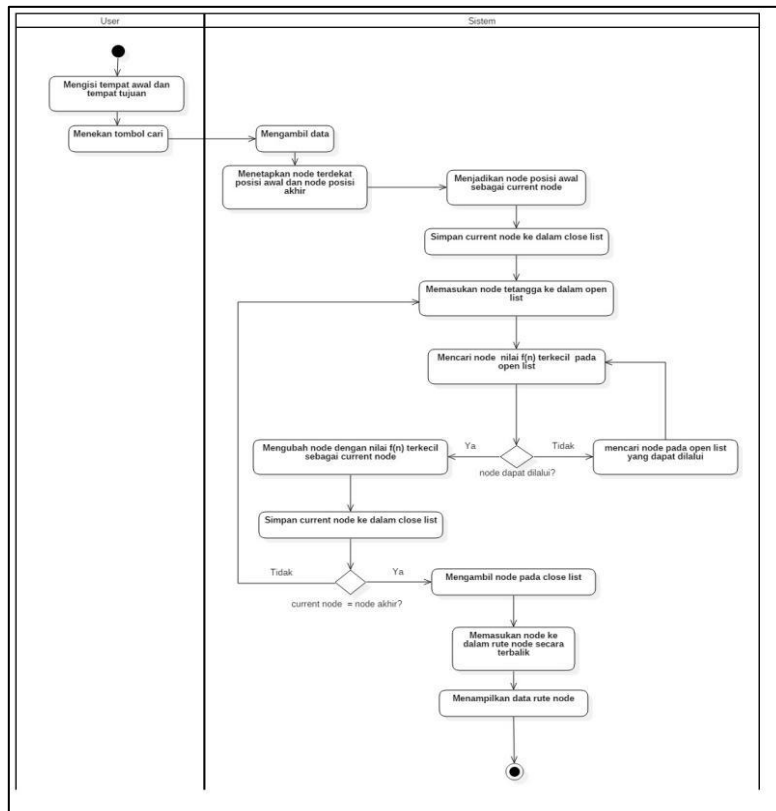 User
Sistem
Mengisi tempat awal dan
tempat tujuan
Menekan tombol cari
Mengambil data
Menetapkan node terdekat
posisi awal dan node posisi
akhir
Menjadikan node posisi awal
sebagai current node
Simpan current node ke dalam close list
Memasukan node tetangga ke dalam open
list
Mencari node nilai f(n) terkecil pada
open list
Ya
Tidak
node dapat dilalui?
mencari node pada open list
yang dapat dilalui
Mengubah node dengan nilai f(n) terkecil
sebagai current node
Simpan current node ke dalam close list
Tidak
Ya
current node = node akhir?
Mengambil node pada close list
Memasukan node ke
dalam rute node secara
terbalik
Menampilkan data rute node